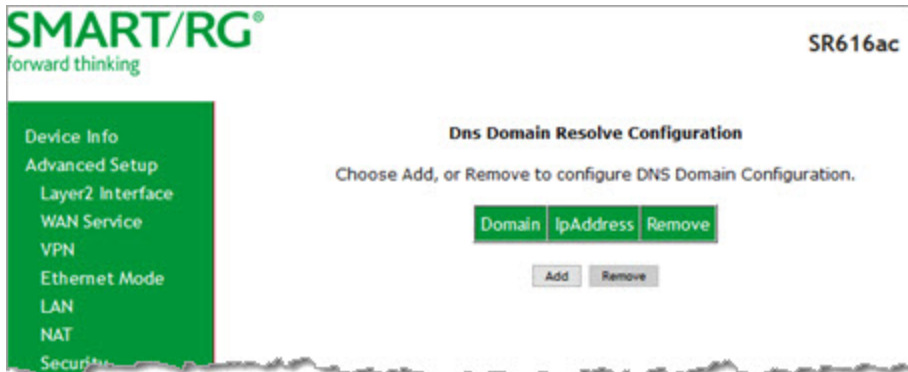 SMART/RG®
forward thinking
SR616ac
Device Info
Advanced Setup
Layer2 Interface
WAN Service
VPN
Ethernet Mode
LAN
NAT
Security
Dns Domain Resolve Configuration
Choose Add, or Remove to configure DNS Domain Configuration.
Domain IpAddress Remove
Add Remove